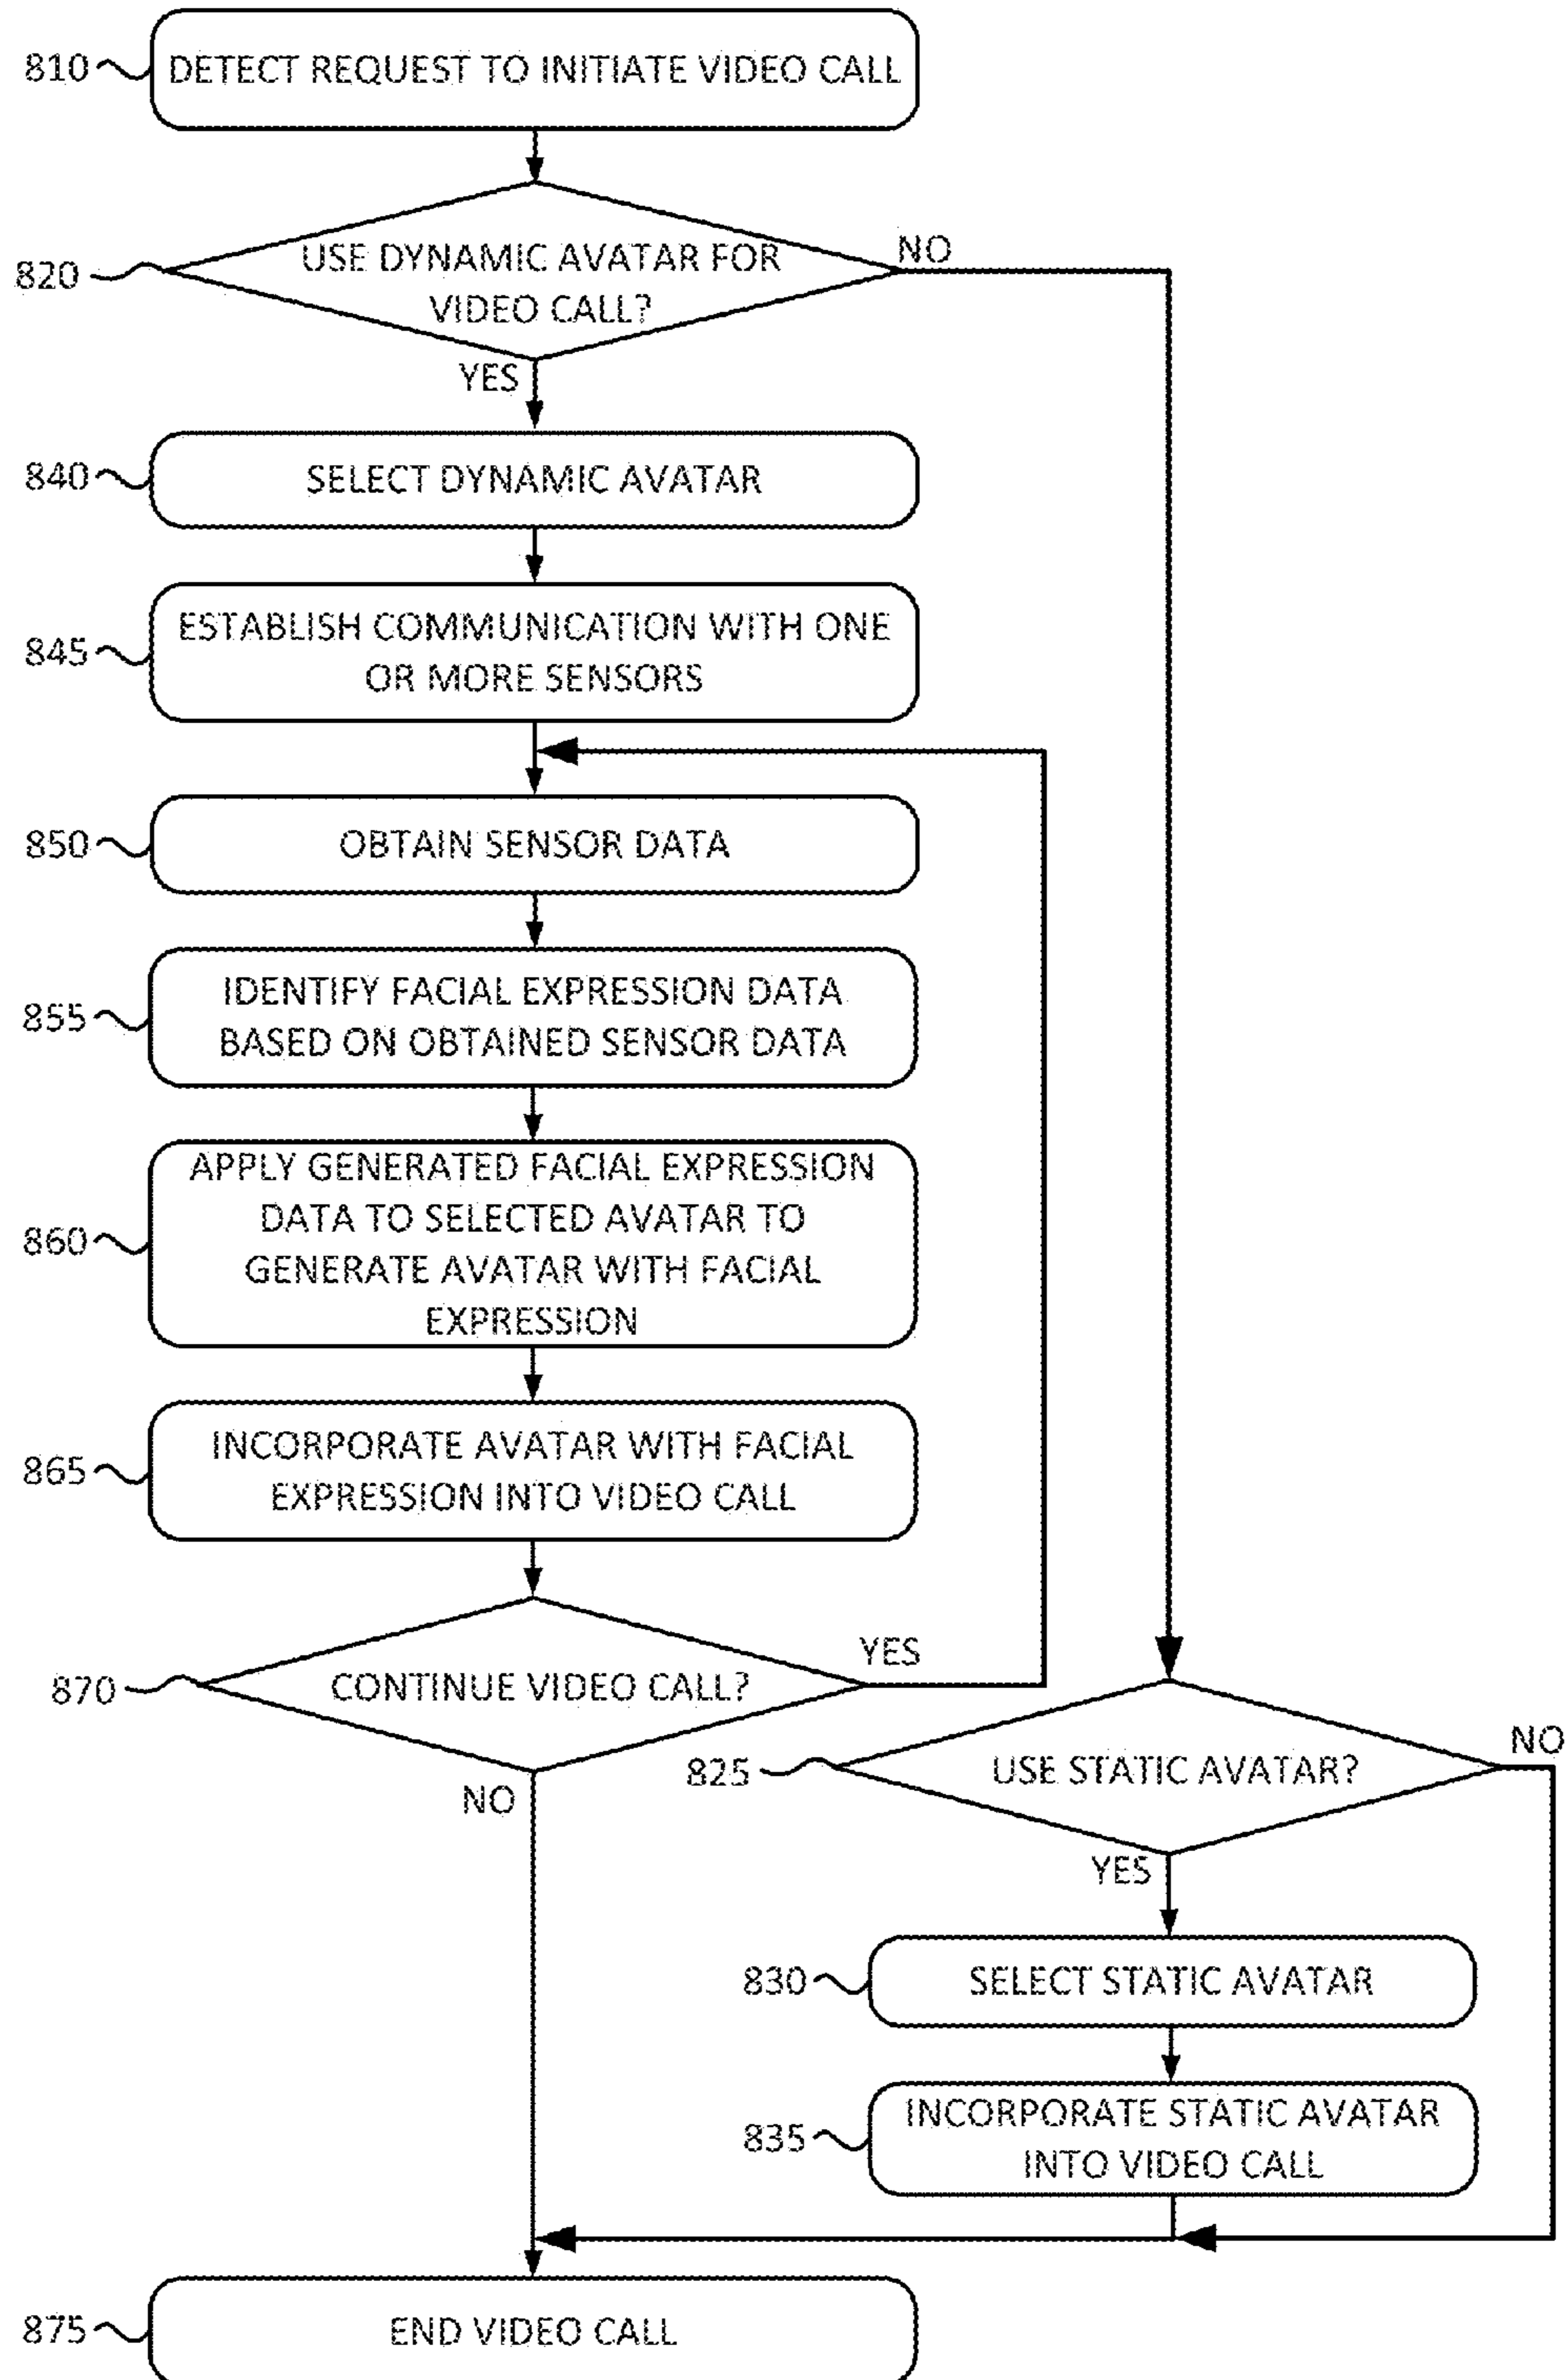 810
DETECT REQUEST TO INITIATE VIDEO CALL
820
USE DYNAMIC AVATAR FOR
VIDEO CALL?
NO
YES
840
SELECT DYNAMIC AVATAR
845
ESTABLISH COMMUNICATION WITH ONE
OR MORE SENSORS
850
OBTAIN SENSOR DATA
855
IDENTIFY FACIAL EXPRESSION DATA
BASED ON OBTAINED SENSOR DATA
860
APPLY GENERATED FACIAL EXPRESSION
DATA TO SELECTED AVATAR TO
GENERATE AVATAR WITH FACIAL
EXPRESSION
865
INCORPORATE AVATAR WITH FACIAL
EXPRESSION INTO VIDEO CALL
870
CONTINUE VIDEO CALL?
YES
NO
825
USE STATIC AVATAR?
NO
YES
830
SELECT STATIC AVATAR
835
INCORPORATE STATIC AVATAR
INTO VIDEO CALL
875
END VIDEO CALL